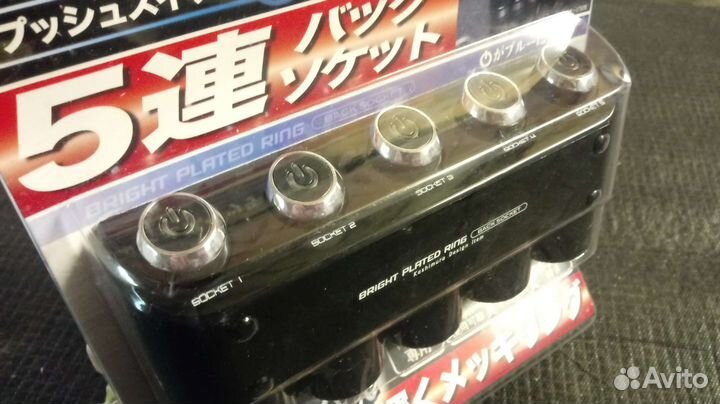 プッシュスイ
5連 バック
ソケット
がブルー
BRIGHT PLATED RING BACK SOCKET
SOCKET 1
SOCKET 2
SOCKET 3
SOCKET 4
SOCKET 5
BRIGHT PLATED RING BACK SOCKET
Kashimura Design item
くメッキリング
Avito